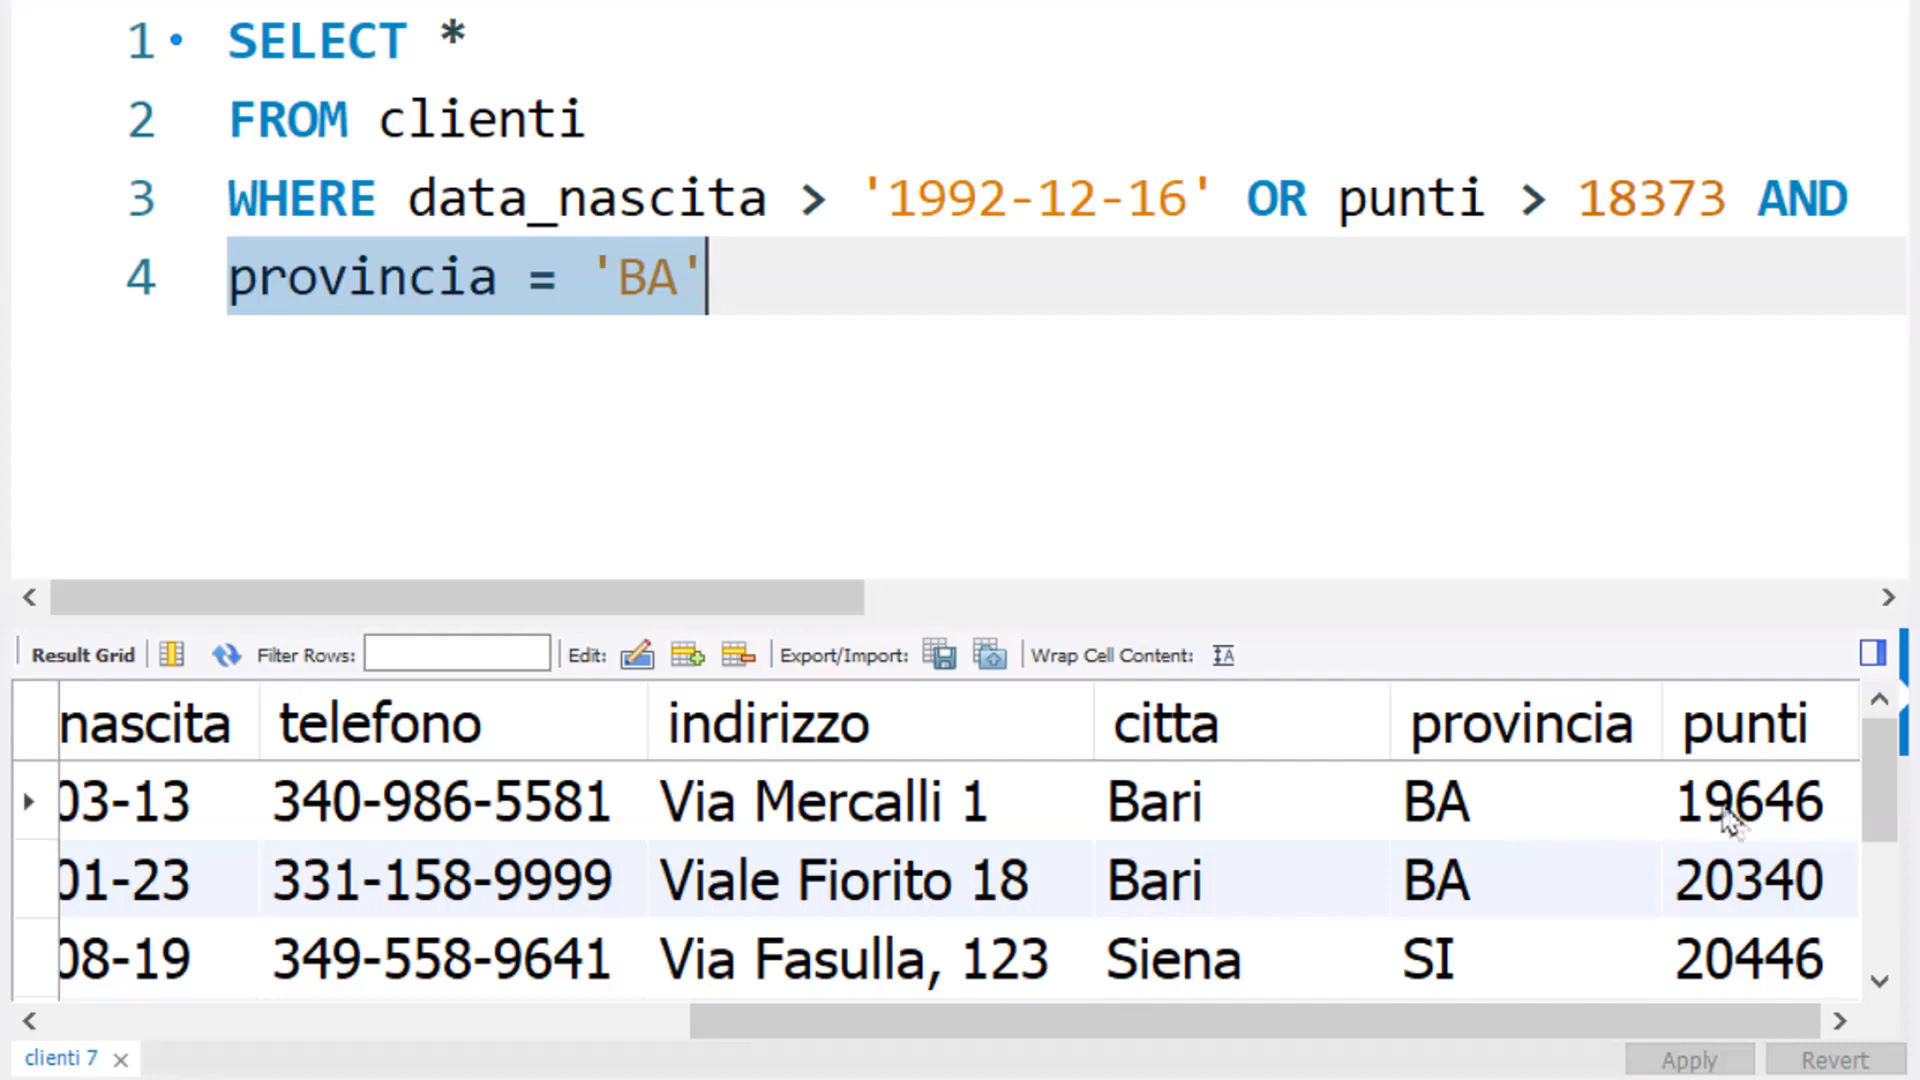 1 SELECT *
2 FROM clienti
3 WHERE data_nascita > '1992-12-16' OR punti > 18373 AND
4 provincia = 'BA'
Result Grid Filter Rows: Edit: Export/Import: Wrap Cell Content: IA
nascita telefono indirizzo citta provincia punti
03-13 340-986-5581 Via Mercalli 1 Bari BA 19646
01-23 331-158-9999 Viale Fiorito 18 Bari BA 20340
08-19 349-558-9641 Via Fasulla, 123 Siena SI 20446
clienti 7 Apply Revert